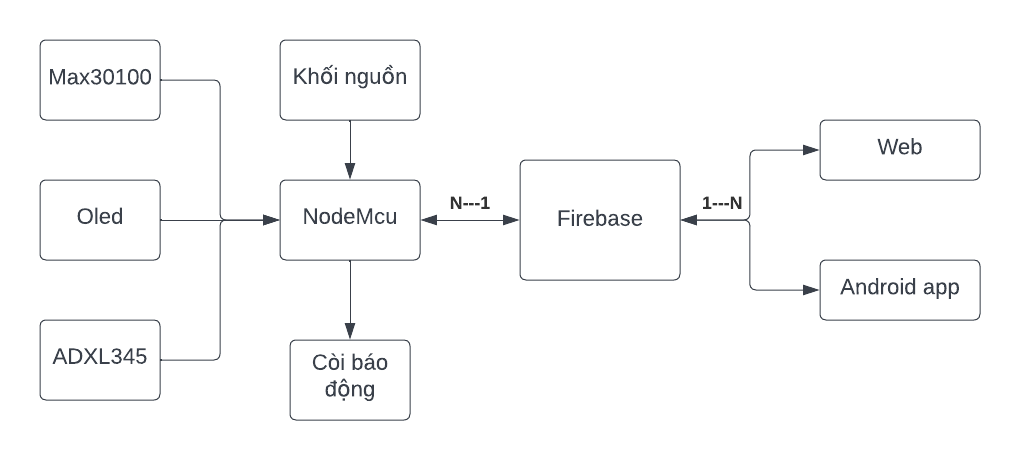 Max30100
Khối nguồn
Web
Oled
NodeMcu
N---1
Firebase
1---N
Android app
ADXL345
Còi báo
động